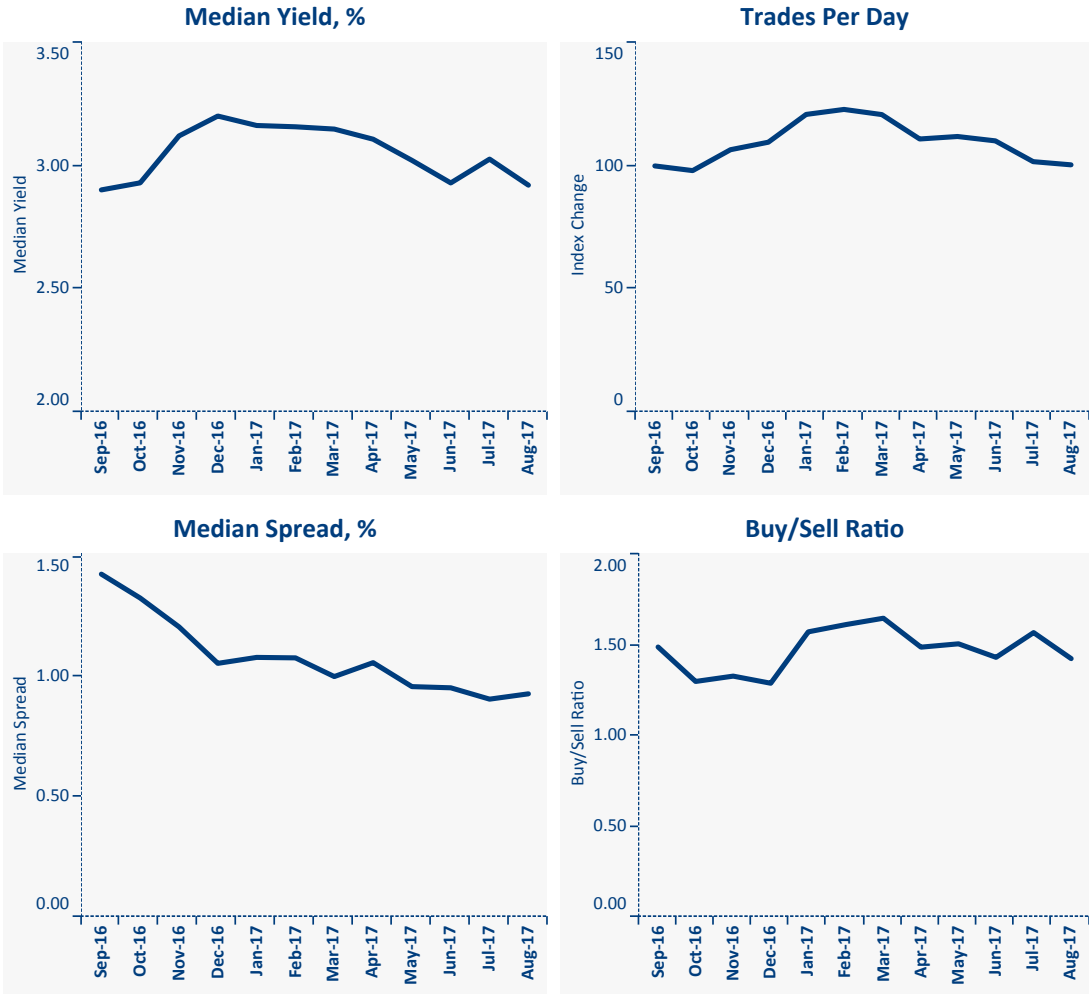 Median Yield, %
3.50
3.00
2.50
2.00
Median Yield
Sep-16
Oct-16
Nov-16
Dec-16
Jan-17
Feb-17
Mar-17
Apr-17
May-17
Jun-17
Jul-17
Aug-17
Trades Per Day
150
100
50
0
Index Change
Sep-16
Oct-16
Nov-16
Dec-16
Jan-17
Feb-17
Mar-17
Apr-17
May-17
Jun-17
Jul-17
Aug-17
Median Spread, %
1.50
1.00
0.50
0.00
Median Spread
Sep-16
Oct-16
Nov-16
Dec-16
Jan-17
Feb-17
Mar-17
Apr-17
May-17
Jun-17
Jul-17
Aug-17
Buy/Sell Ratio
2.00
1.50
1.00
0.50
0.00
Buy/Sell Ratio
Sep-16
Oct-16
Nov-16
Dec-16
Jan-17
Feb-17
Mar-17
Apr-17
May-17
Jun-17
Jul-17
Aug-17